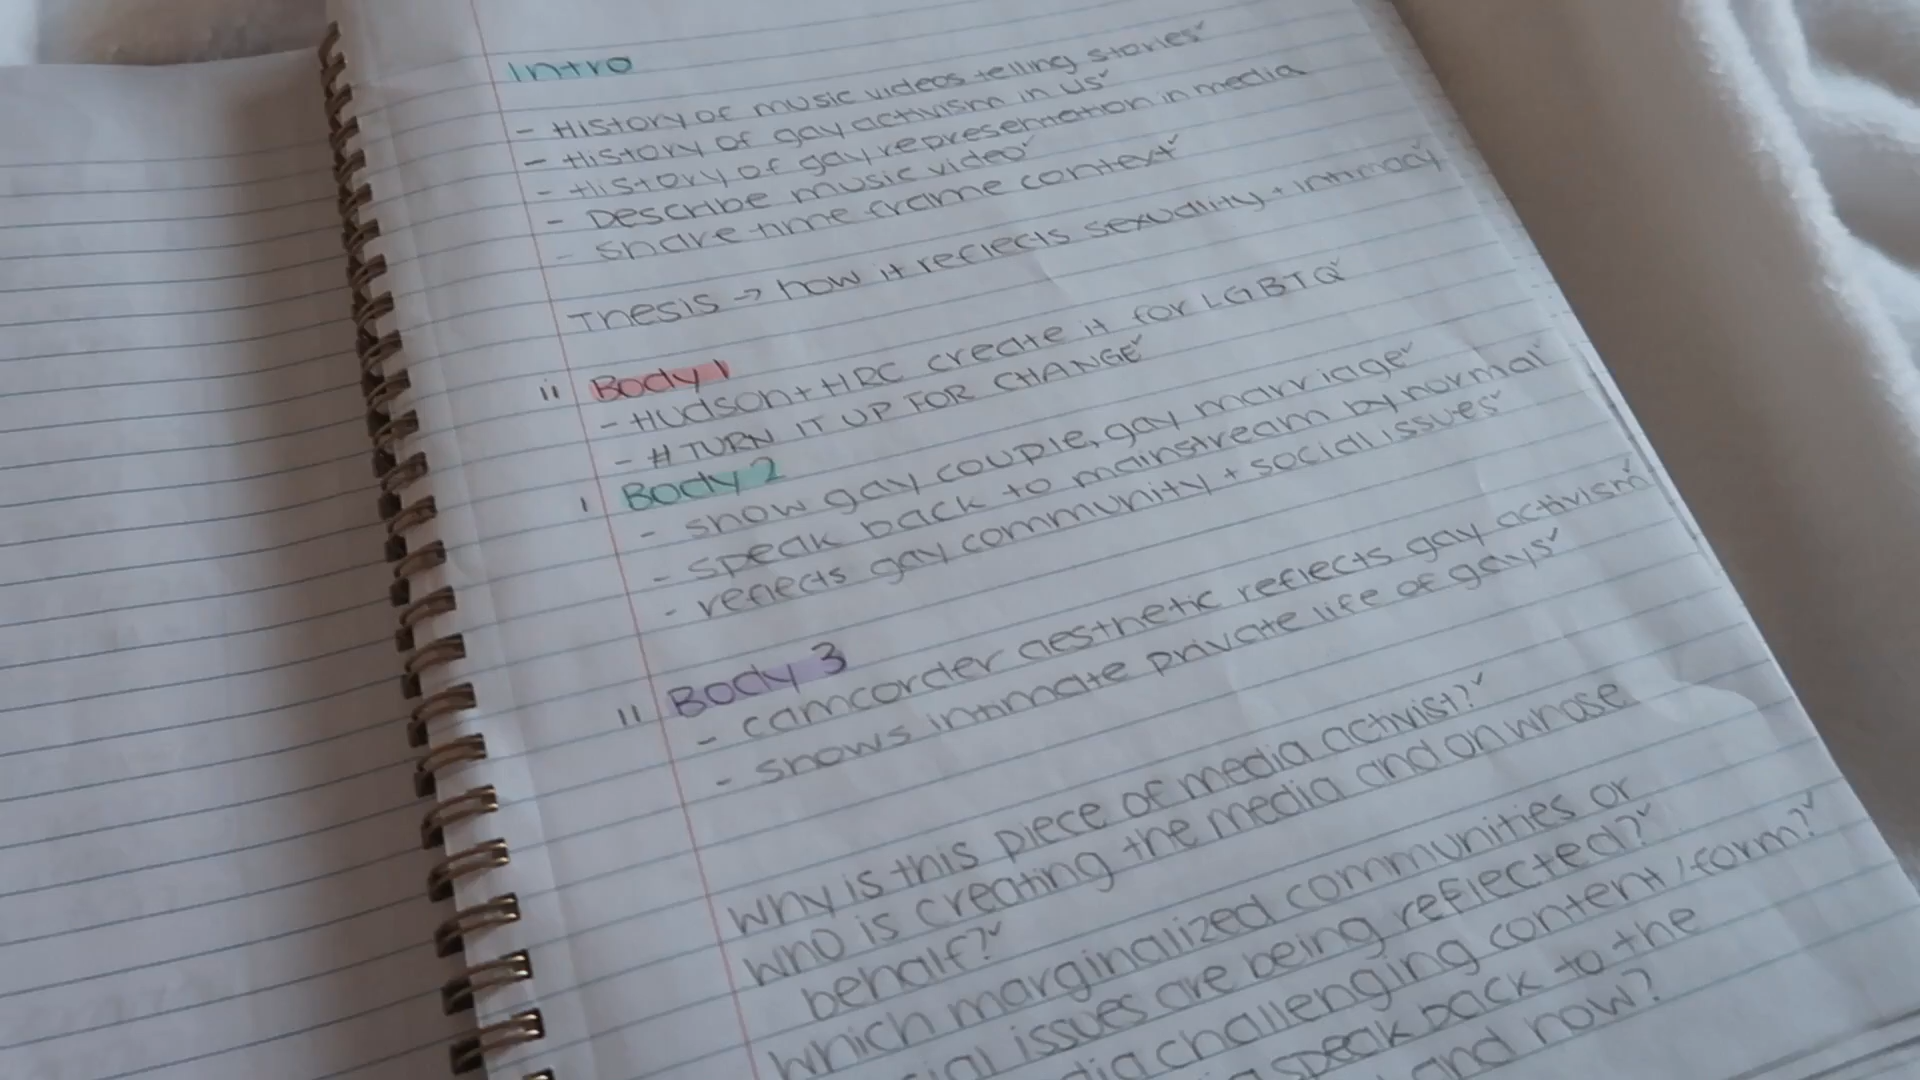 Intro
- History of music videos telling stories
- History of gay activism in US
- History of gay representation in media
- Describe music video
- share time frame context
Thesis → how it reflects sexuality + intimacy
ii Body 1
- Hudson + HRC create it for LGBTQ
- # TURN IT UP FOR CHANGE
i Body 2
- show gay couple, gay marriage
- speak back to mainstream by normal
- reflects gay community + social issues
ii Body 3
- camcorder aesthetic reflects gay activism
- shows intimate private life of gays
Why is this piece of media activist?
Who is creating the media and on whose
behalf?
Which marginalized communities or
issues are being reflected?
challenging content / form?
speak back to the
and how?